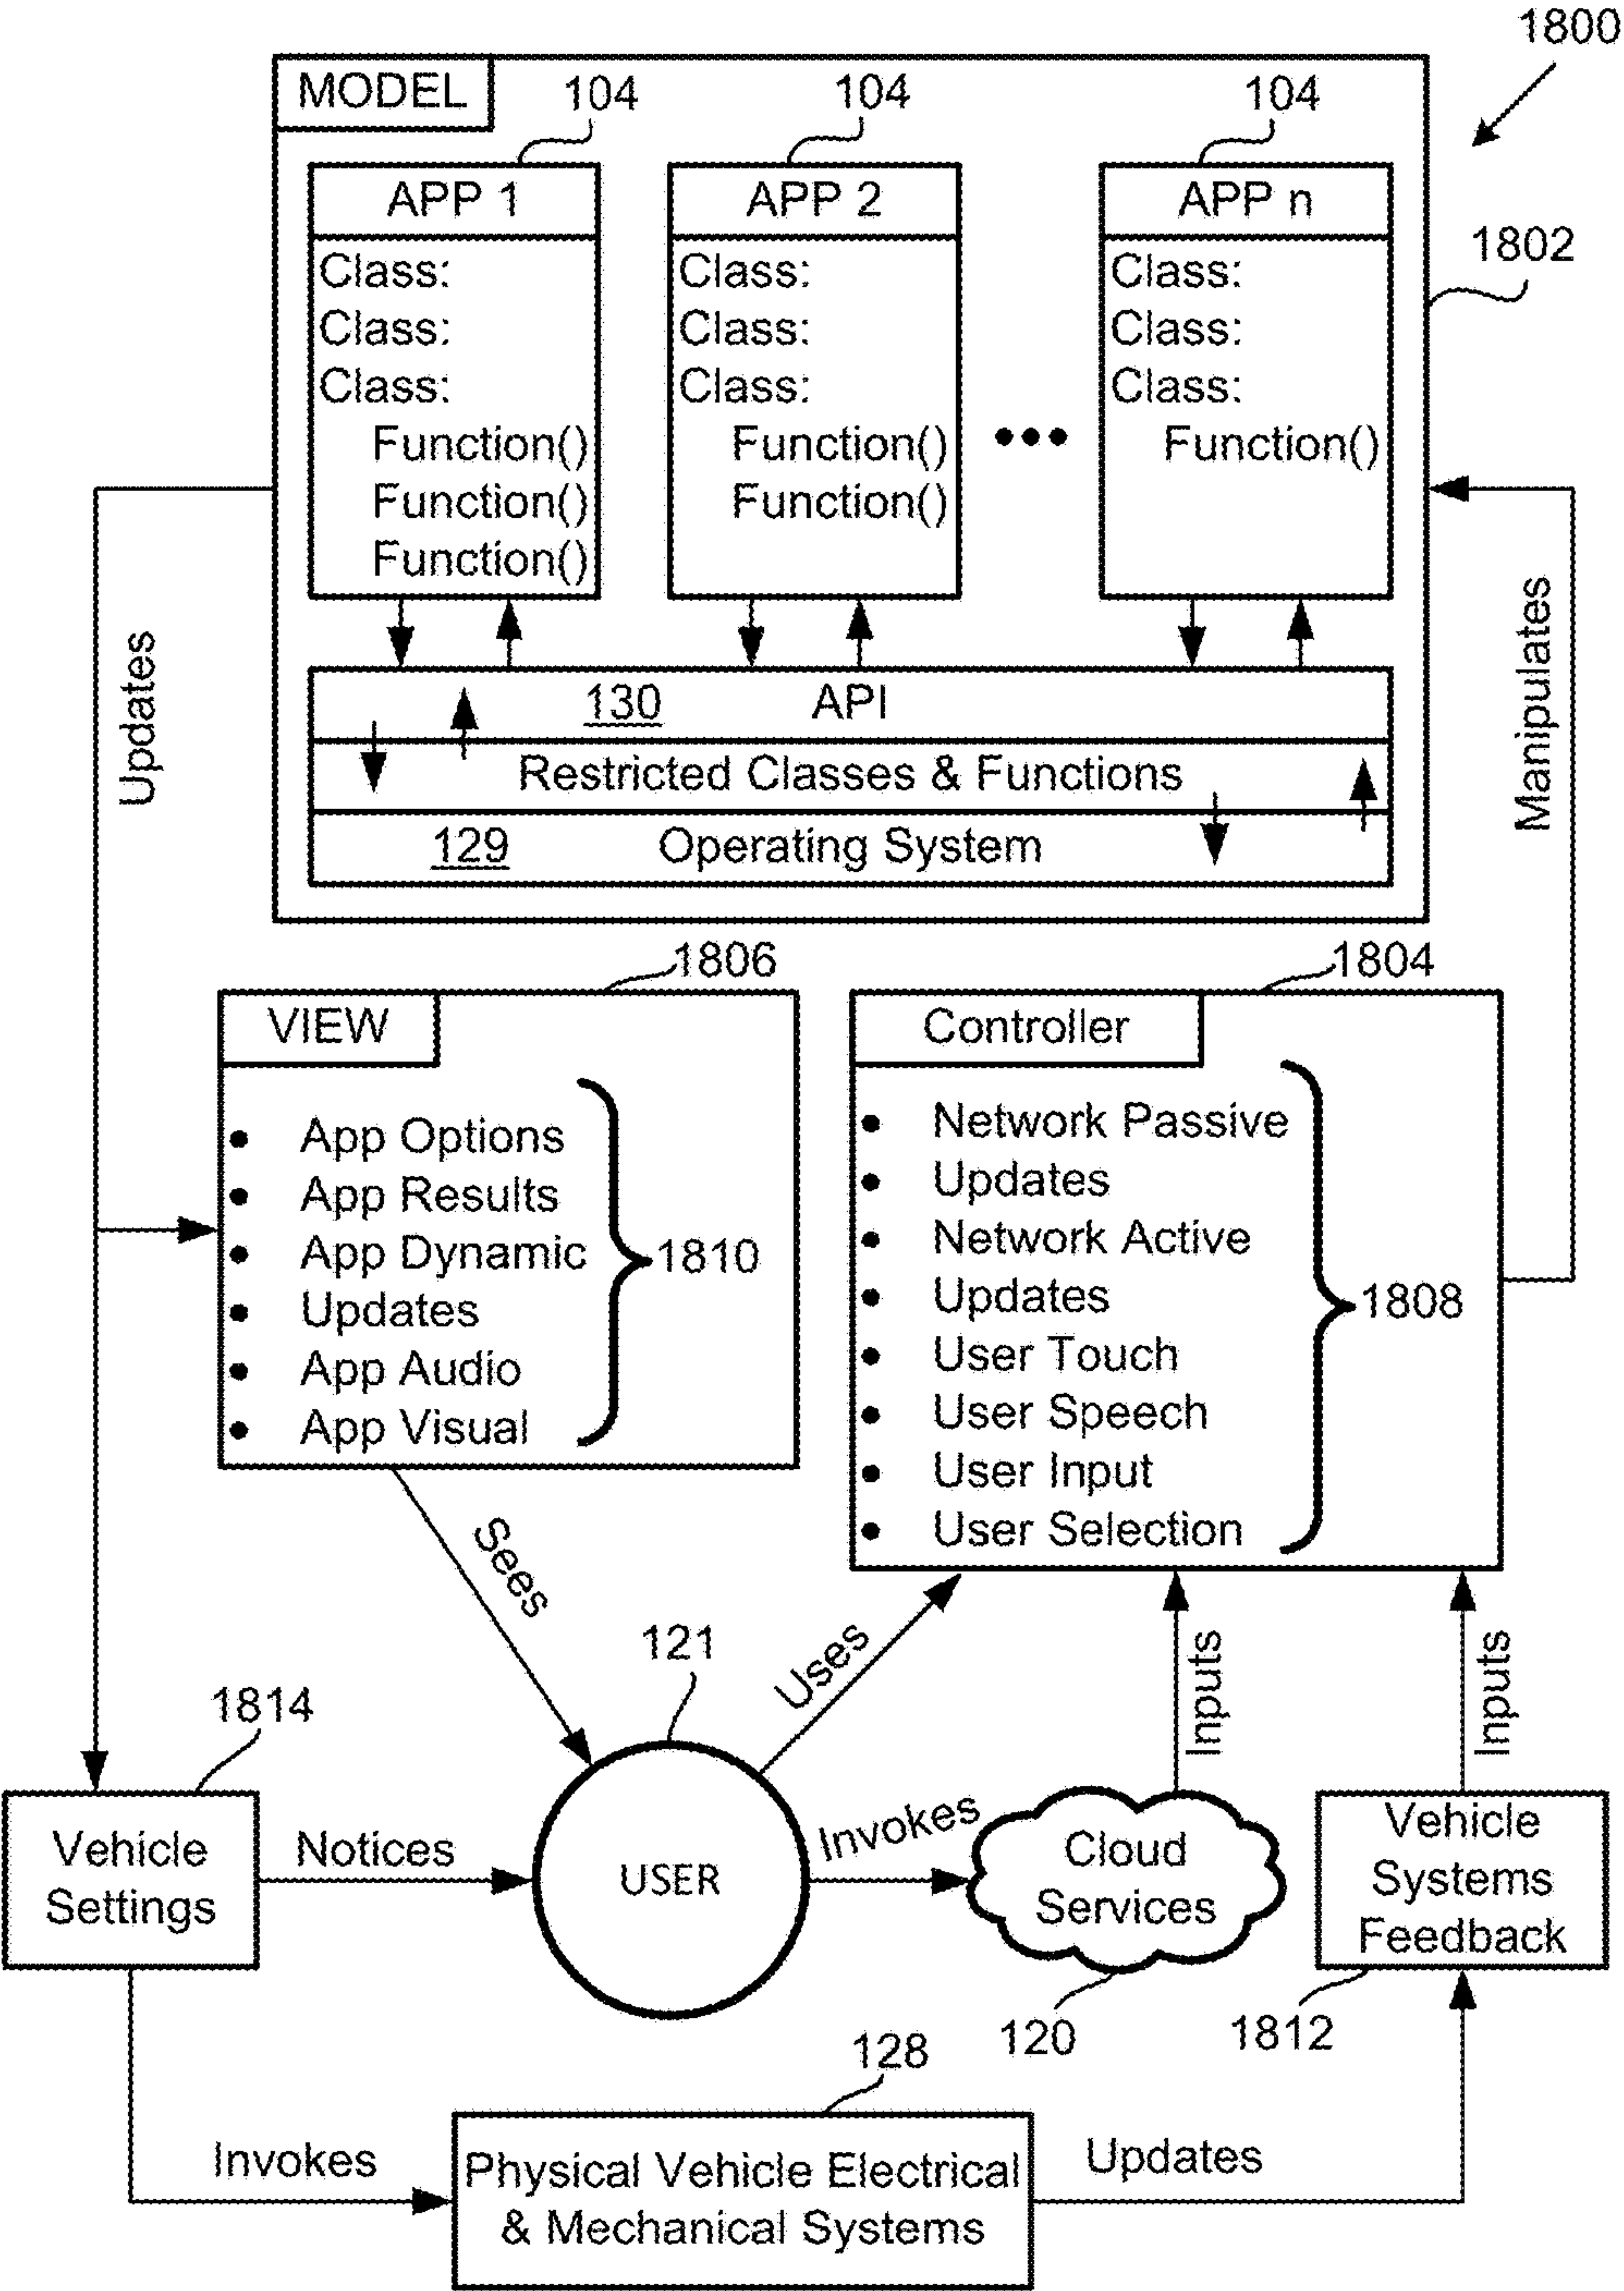 1800
MODEL
104
104
104
APP 1
APP 2
APP n
1802
Class:
Class:
Class:
Function()
Function()
Function()
Class:
Class:
Class:
Function()
Function()
•••
Class:
Class:
Class:
Function()
Updates
Manipulates
130 API
Restricted Classes & Functions
129 Operating System
1806
1804
VIEW
• App Options
• App Results
• App Dynamic
• Updates
• App Audio
• App Visual
1810
Controller
• Network Passive
• Updates
• Network Active
• Updates
• User Touch
• User Speech
• User Input
• User Selection
1808
Sees
121
Uses
Inputs
Inputs
1814
Vehicle
Settings
Notices
USER
Invokes
Cloud
Services
Vehicle
Systems
Feedback
120
1812
128
Invokes
Physical Vehicle Electrical
& Mechanical Systems
Updates